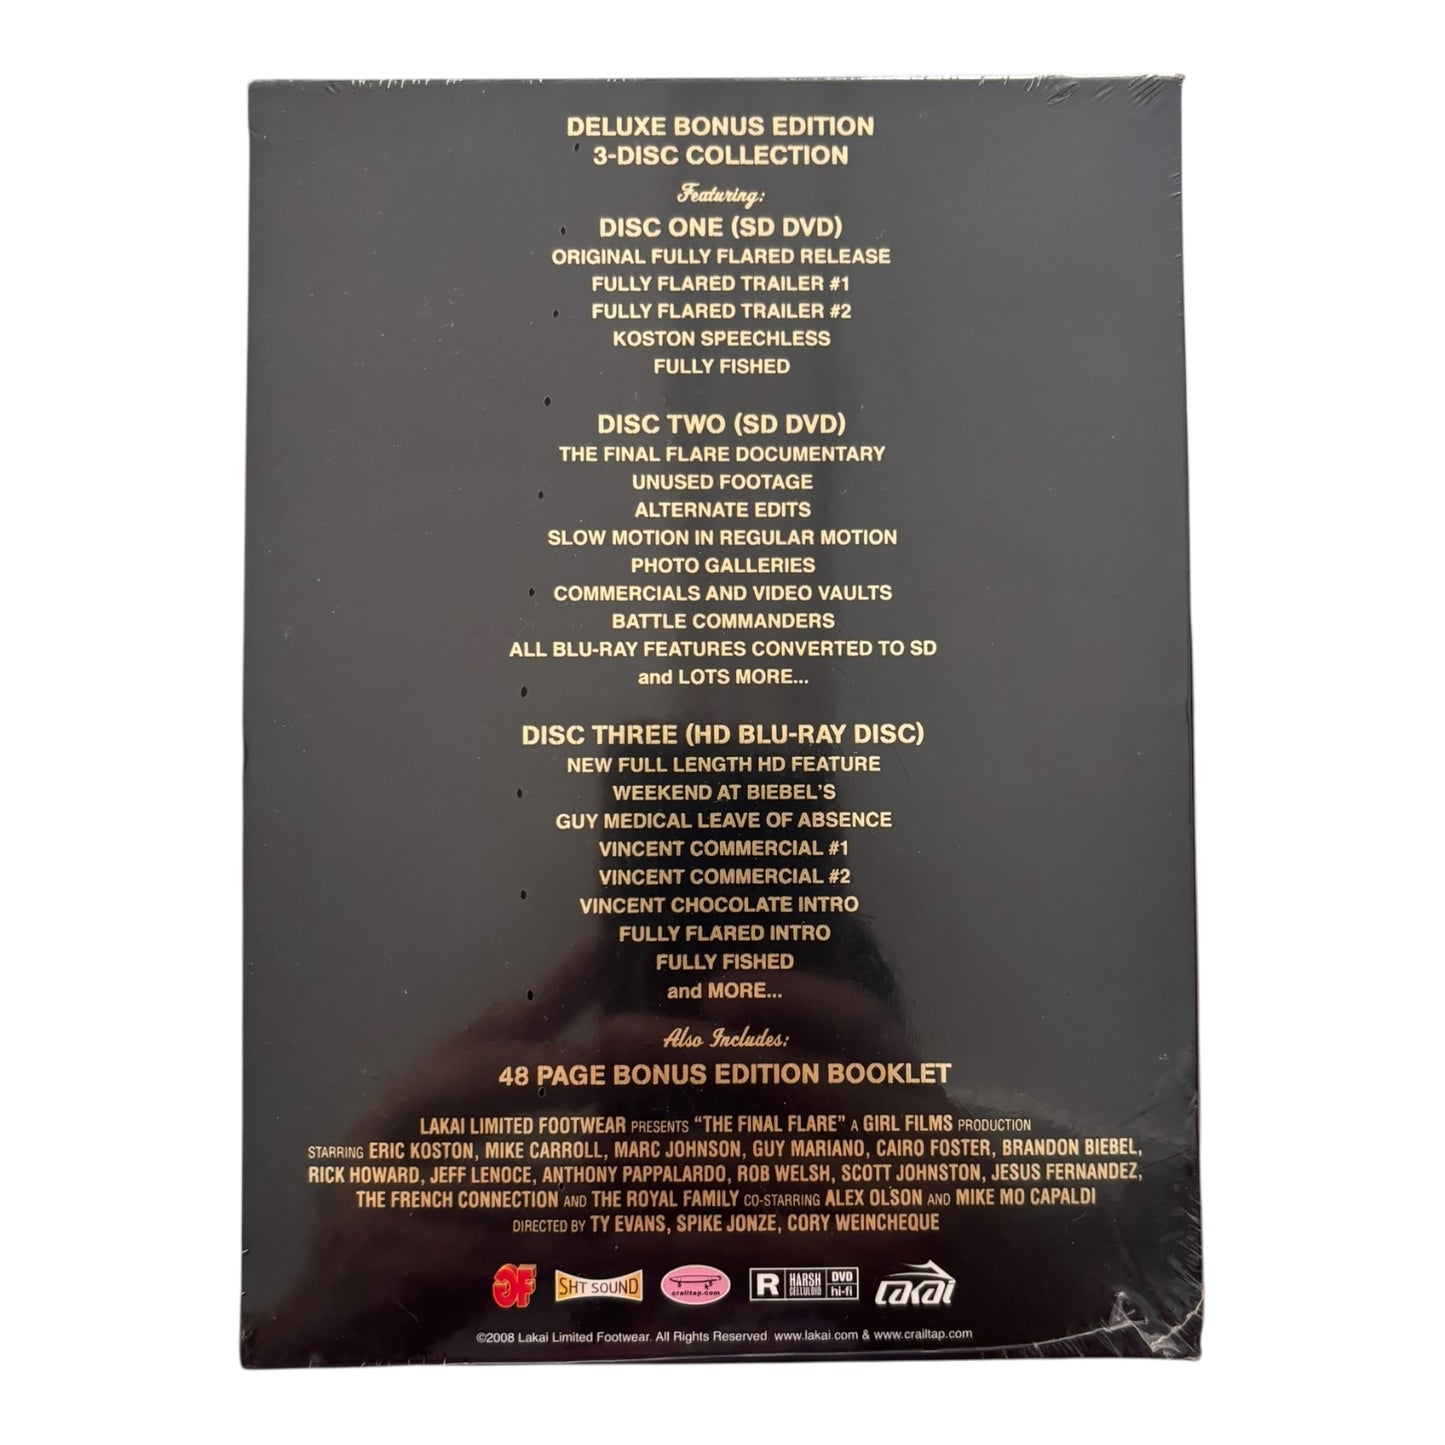 DELUXE BONUS EDITION
3-DISC COLLECTION
Featuring:
DISC ONE (SD DVD)
ORIGINAL FULLY FLARED RELEASE
FULLY FLARED TRAILER #1
FULLY FLARED TRAILER #2
KOSTON SPEECHLESS
FULLY FISHED
DISC TWO (SD DVD)
THE FINAL FLARE DOCUMENTARY
UNUSED FOOTAGE
ALTERNATE EDITS
SLOW MOTION IN REGULAR MOTION
PHOTO GALLERIES
COMMERCIALS AND VIDEO VAULTS
BATTLE COMMANDERS
ALL BLU-RAY FEATURES CONVERTED TO SD
and LOTS MORE...
DISC THREE (HD BLU-RAY DISC)
NEW FULL LENGTH HD FEATURE
WEEKEND AT BIEBEL'S
GUY MEDICAL LEAVE OF ABSENCE
VINCENT COMMERCIAL #1
VINCENT COMMERCIAL #2
VINCENT CHOCOLATE INTRO
FULLY FLARED INTRO
FULLY FISHED
and MORE...
Also Includes:
48 PAGE BONUS EDITION BOOKLET
LAKAI LIMITED FOOTWEAR PRESENTS "THE FINAL FLARE" A GIRL FILMS PRODUCTION
STARRING ERIC KOSTON, MIKE CARROLL, MARC JOHNSON, GUY MARIANO, CAIRO FOSTER, BRANDON BIEBEL,
RICK HOWARD, JEFF LENOCE, ANTHONY PAPPALARDO, ROB WELSH, SCOTT JOHNSTON, JESUS FERNANDEZ,
THE FRENCH CONNECTION AND THE ROYAL FAMILY CO-STARRING ALEX OLSON AND MIKE MO CAPALDI
DIRECTED BY TY EVANS, SPIKE JONZE, CORY WEINCHEQUE
GF SHT SOUND crailtap.com R HARSH CELLULOID DVD hi-fi LAKAI
©2008 Lakai Limited Footwear. All Rights Reserved www.lakai.com & www.crailtap.com